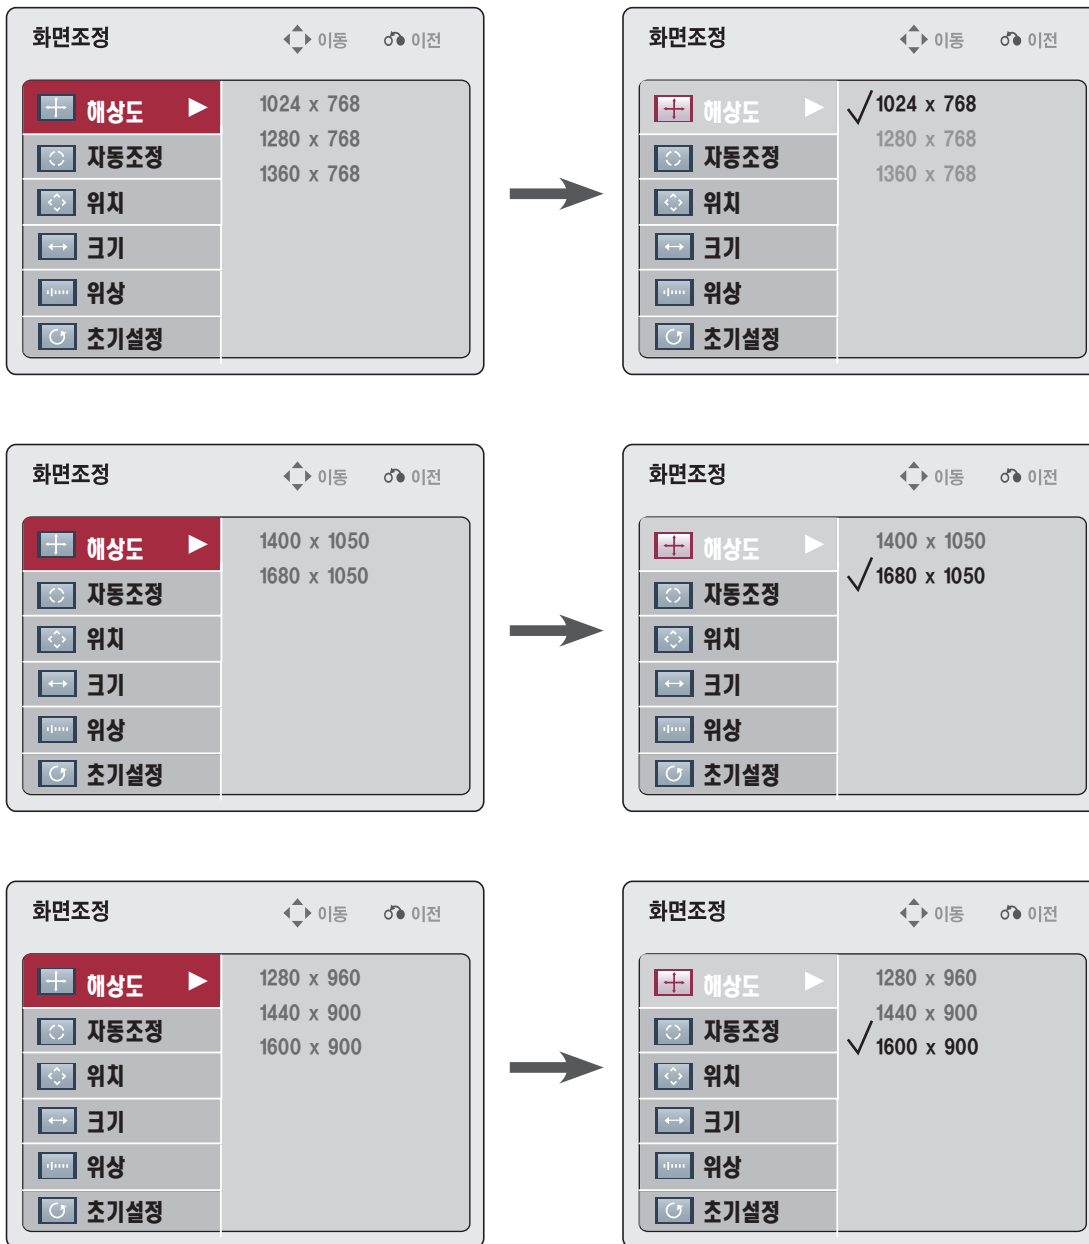 화면조정 이동 이전
해상도 1024 x 768
1280 x 768
자동조정
1360 x 768
위치
크기
위상
초기설정
화면조정 이동 이전
해상도 1024 x 768
1280 x 768
자동조정
1360 x 768
위치
크기
위상
초기설정
화면조정 이동 이전
해상도 1400 x 1050
1680 x 1050
자동조정
위치
크기
위상
초기설정
화면조정 이동 이전
해상도 1400 x 1050
1680 x 1050
자동조정
위치
크기
위상
초기설정
화면조정 이동 이전
해상도 1280 x 960
1440 x 900
자동조정
1600 x 900
위치
크기
위상
초기설정
화면조정 이동 이전
해상도 1280 x 960
1440 x 900
자동조정
1600 x 900
위치
크기
위상
초기설정